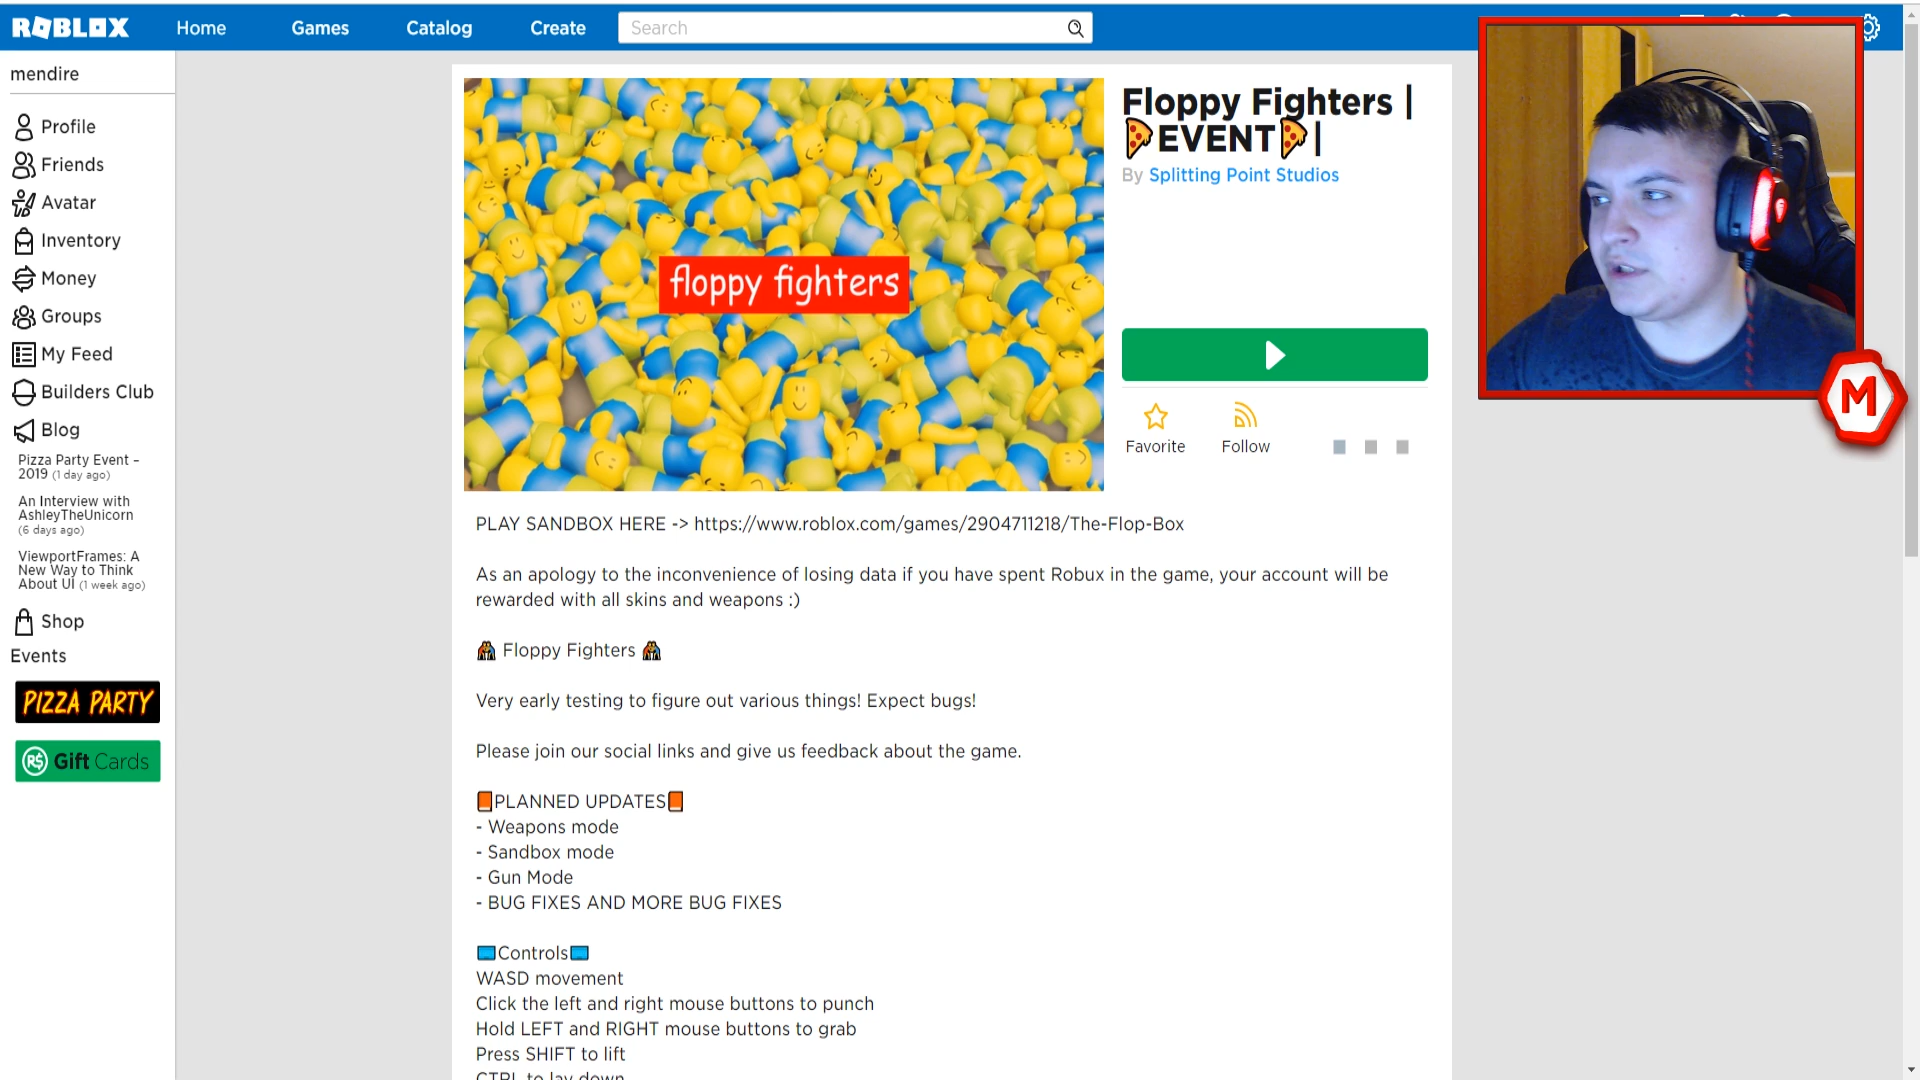 ROBLOX
Home
Games
Catalog
Create
Search
mendire
Profile
Friends
Avatar
Inventory
Money
Groups
My Feed
Builders Club
Blog
Pizza Party Event –
2019 (1 day ago)
An Interview with
AshleyTheUnicorn
(6 days ago)
ViewportFrames: A
New Way to Think
About UI (1 week ago)
Shop
Events
PIZZA PARTY
R$ Gift Cards
floppy fighters
Floppy Fighters |
🍕EVENT🍕|
By Splitting Point Studios
Favorite
Follow
M
PLAY SANDBOX HERE -> https://www.roblox.com/games/2904711218/The-Flop-Box
As an apology to the inconvenience of losing data if you have spent Robux in the game, your account will be
rewarded with all skins and weapons :)
🤼 Floppy Fighters 🤼
Very early testing to figure out various things! Expect bugs!
Please join our social links and give us feedback about the game.
📙PLANNED UPDATES📙
- Weapons mode
- Sandbox mode
- Gun Mode
- BUG FIXES AND MORE BUG FIXES
Controls
WASD movement
Click the left and right mouse buttons to punch
Hold LEFT and RIGHT mouse buttons to grab
Press SHIFT to lift
CTRL to lay down